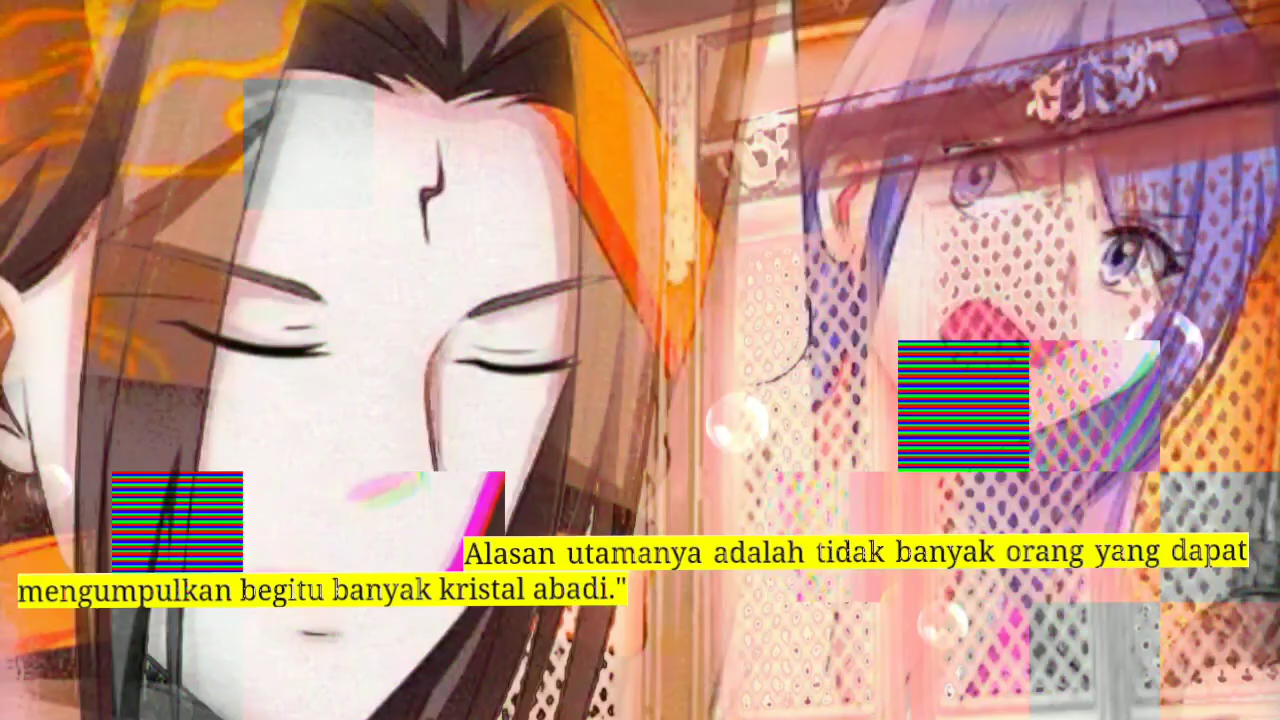 Alasan utamanya adalah tidak banyak orang yang dapat
mengumpulkan begitu banyak kristal abadi."